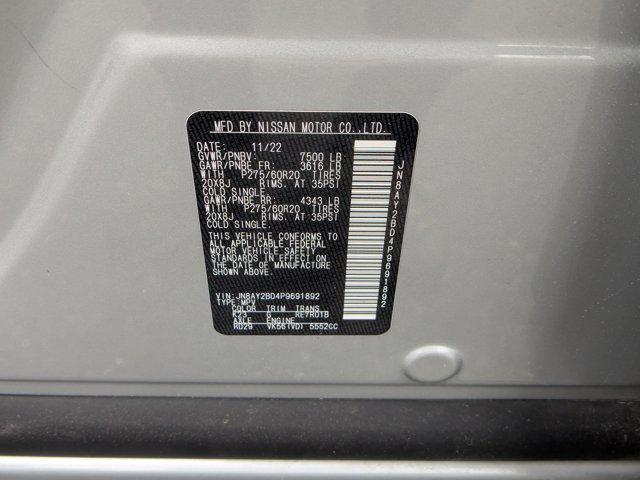 MFD BY NISSAN MOTOR CO.,LTD.
DATE: 11/22
GVWR/PNBV: 7500 LB
GAWR/PNBE FR: 3616 LB
WITH P275/60R20 TIRES
20X8J RIMS. AT 35PSI
COLD SINGLE.
GAWR/PNBE RR: 4343 LB
WITH P275/60R20 TIRES
20X8J RIMS. AT 35PSI
COLD SINGLE.
THIS VEHICLE CONFORMS TO
ALL APPLICABLE FEDERAL
MOTOR VEHICLE SAFETY
STANDARDS IN EFFECT ON
THE DATE OF MANUFACTURE
SHOWN ABOVE.
VIN: JN8AY2BD4P9691892
TYPE: MPV
COLOR TRIM TRANS
K23 G RE7R01B
AXLE ENGINE
RD29 VK56(VD) 5552CC
JN8AY2BD4P9691892